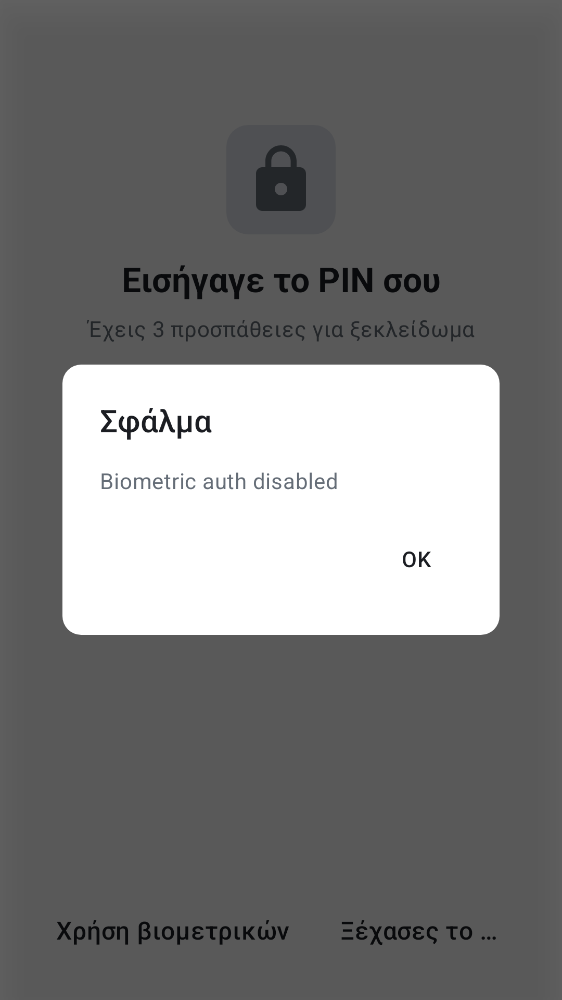 Εισήγαγε το PIN σου
Έχεις 3 προσπάθειες για ξεκλείδωμα
Σφάλμα
Biometric auth disabled
OK
Χρήση βιομετρικών
Ξέχασες το ...